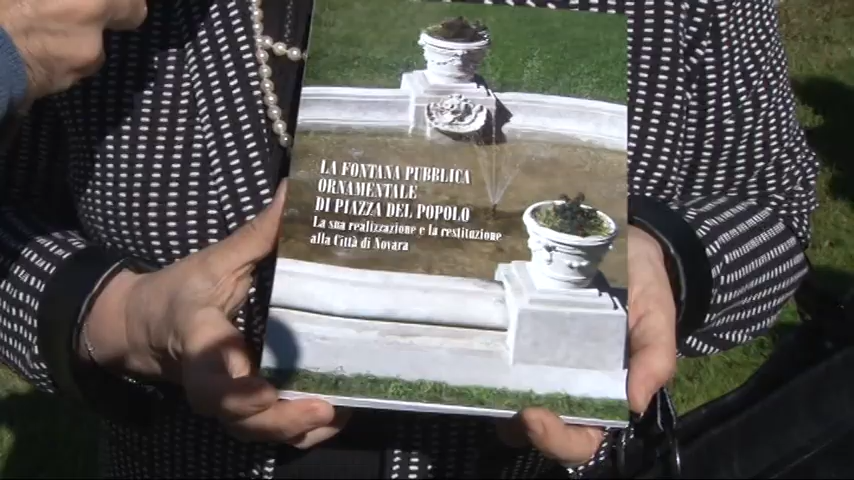 LA FONTANA PUBBLICA
ORNAMENTALE
DI PIAZZA DEL POPOLO
La sua realizzazione e la restituzione
alla Città di Novara